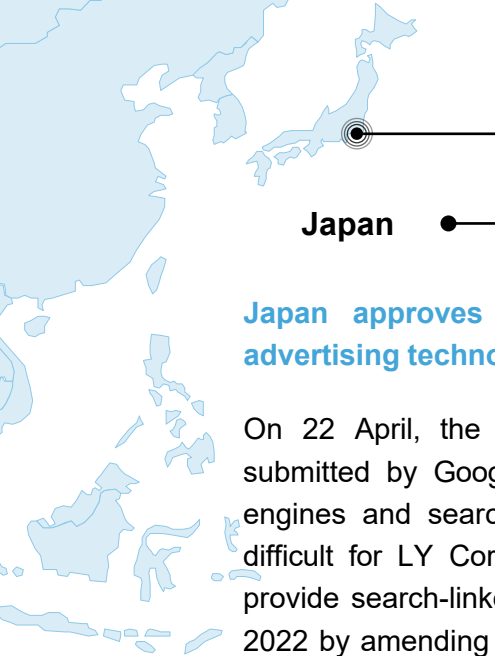 Japan
Japan approves
advertising techno
On 22 April, the
submitted by Goog
engines and searc
difficult for LY Cor
provide search-linke
2022 by amending